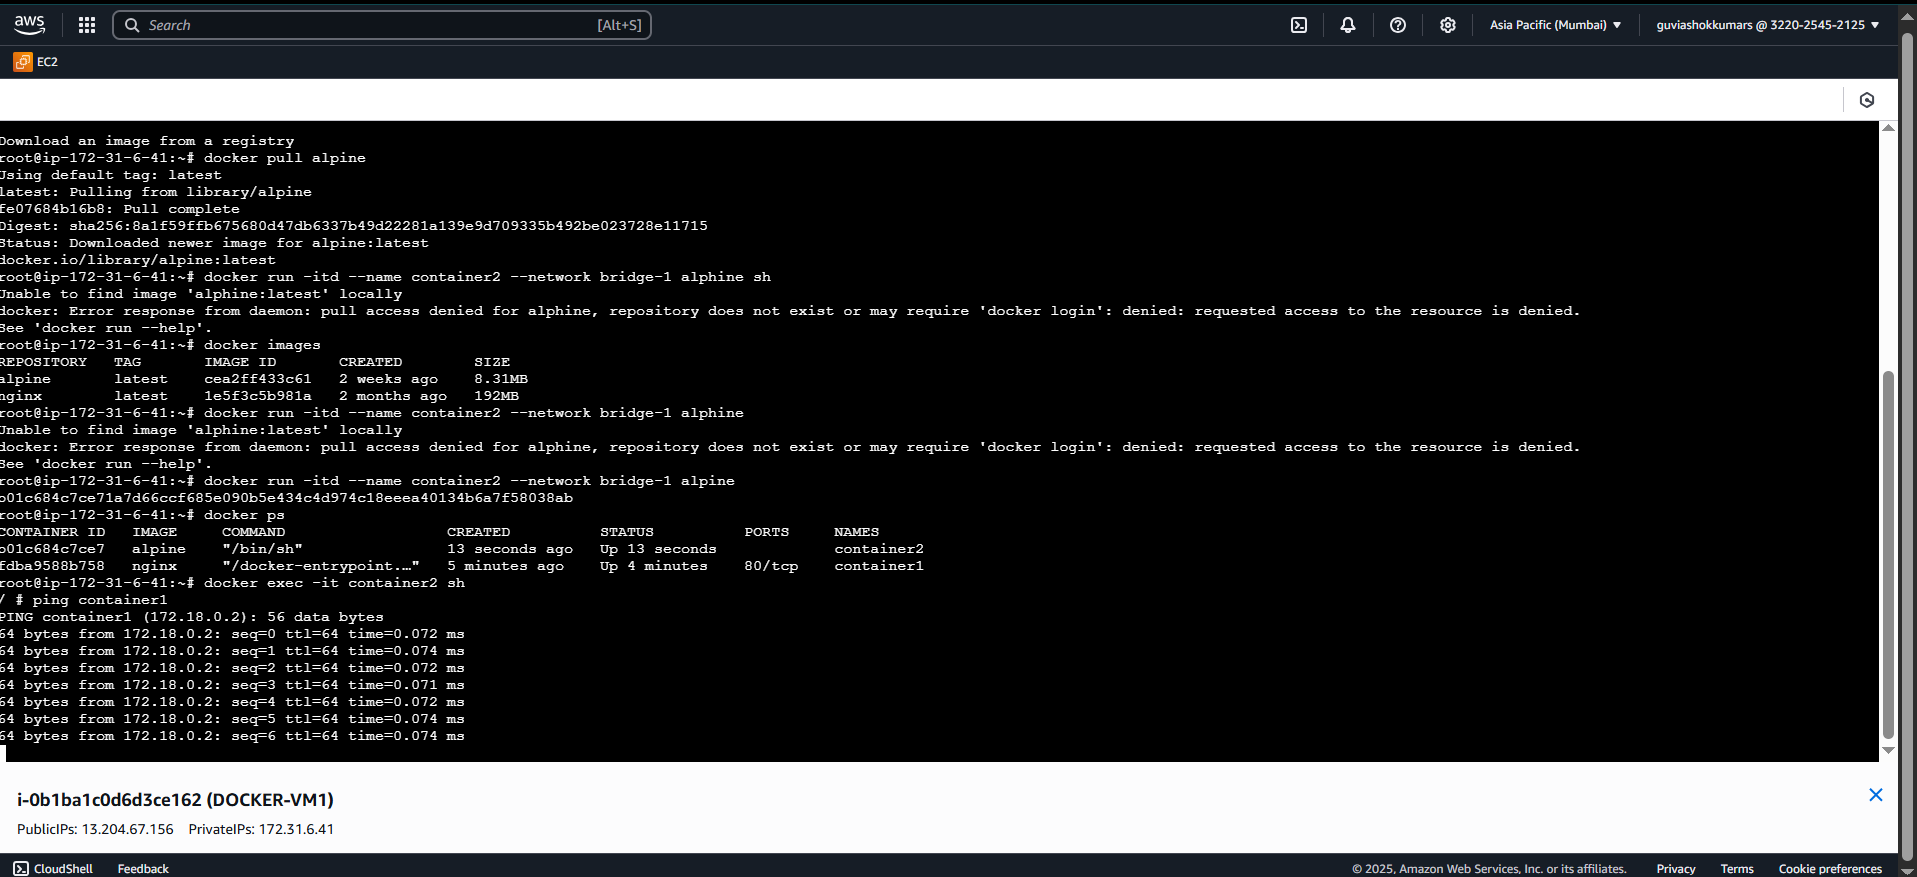 aws
Search [Alt+S]
Asia Pacific (Mumbai)
guviashokkumars @ 3220-2545-2125
EC2
Download an image from a registry
root@ip-172-31-6-41:~# docker pull alpine
Using default tag: latest
latest: Pulling from library/alpine
fe07684b16b8: Pull complete
Digest: sha256:8a1f59ffb675680d47db6337b49d22281a139e9d709335b492be023728e11715
Status: Downloaded newer image for alpine:latest
docker.io/library/alpine:latest
root@ip-172-31-6-41:~# docker run -itd --name container2 --network bridge-1 alphine sh
Unable to find image 'alphine:latest' locally
docker: Error response from daemon: pull access denied for alphine, repository does not exist or may require 'docker login': denied: requested access to the resource is denied.
See 'docker run --help'.
root@ip-172-31-6-41:~# docker images
REPOSITORY TAG IMAGE ID CREATED SIZE
alpine latest cea2ff433c61 2 weeks ago 8.31MB
nginx latest 1e5f3c5b981a 2 months ago 192MB
root@ip-172-31-6-41:~# docker run -itd --name container2 --network bridge-1 alphine
Unable to find image 'alphine:latest' locally
docker: Error response from daemon: pull access denied for alphine, repository does not exist or may require 'docker login': denied: requested access to the resource is denied.
See 'docker run --help'.
root@ip-172-31-6-41:~# docker run -itd --name container2 --network bridge-1 alpine
b01c684c7ce71a7d66ccf685e090b5e434c4d974c18eeea40134b6a7f58038ab
root@ip-172-31-6-41:~# docker ps
CONTAINER ID IMAGE COMMAND CREATED STATUS PORTS NAMES
b01c684c7ce7 alpine "/bin/sh" 13 seconds ago Up 13 seconds container2
fdba9588b758 nginx "/docker-entrypoint.…" 5 minutes ago Up 4 minutes 80/tcp container1
root@ip-172-31-6-41:~# docker exec -it container2 sh
/ # ping container1
PING container1 (172.18.0.2): 56 data bytes
64 bytes from 172.18.0.2: seq=0 ttl=64 time=0.072 ms
64 bytes from 172.18.0.2: seq=1 ttl=64 time=0.074 ms
64 bytes from 172.18.0.2: seq=2 ttl=64 time=0.072 ms
64 bytes from 172.18.0.2: seq=3 ttl=64 time=0.071 ms
64 bytes from 172.18.0.2: seq=4 ttl=64 time=0.072 ms
64 bytes from 172.18.0.2: seq=5 ttl=64 time=0.074 ms
64 bytes from 172.18.0.2: seq=6 ttl=64 time=0.074 ms
i-0b1ba1c0d6d3ce162 (DOCKER-VM1)
PublicIPs: 13.204.67.156 PrivateIPs: 172.31.6.41
CloudShell Feedback © 2025, Amazon Web Services, Inc. or its affiliates. Privacy Terms Cookie preferences